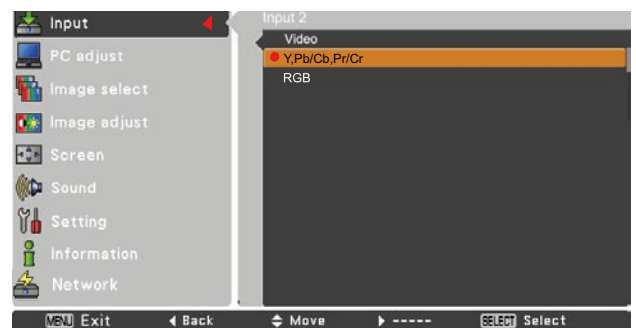 Input
PC adjust
Image select
Image adjust
Screen
Sound
Setting
Information
Network
Input 2
Video
Y,Pb/Cb,Pr/Cr
RGB
MENU Exit Back Move ----- SELECT Select